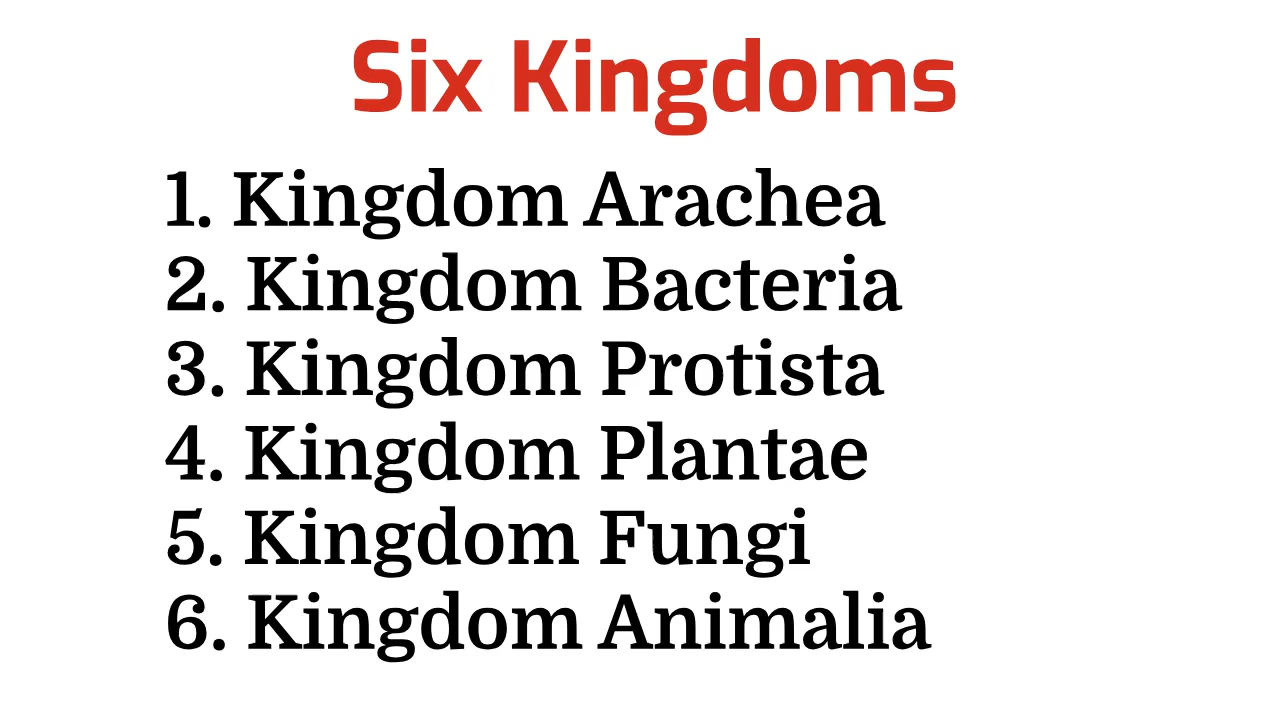 Six Kingdoms
1. Kingdom Arachea
2. Kingdom Bacteria
3. Kingdom Protista
4. Kingdom Plantae
5. Kingdom Fungi
6. Kingdom Animalia